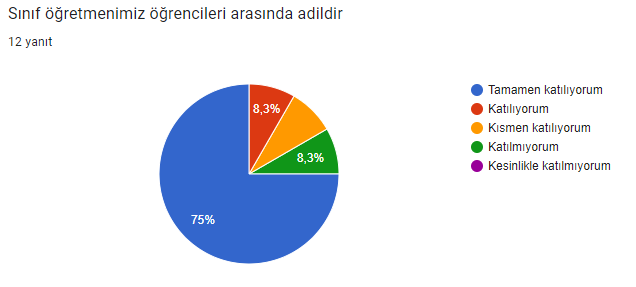 Sınıf öğretmenimiz öğrencileri arasında adildir
12 yanıt
Tamamen katılıyorum
Katılıyorum
Kısmen katılıyorum
Katılmıyorum
Kesinlikle katılmıyorum
8,3%
8,3%
75%